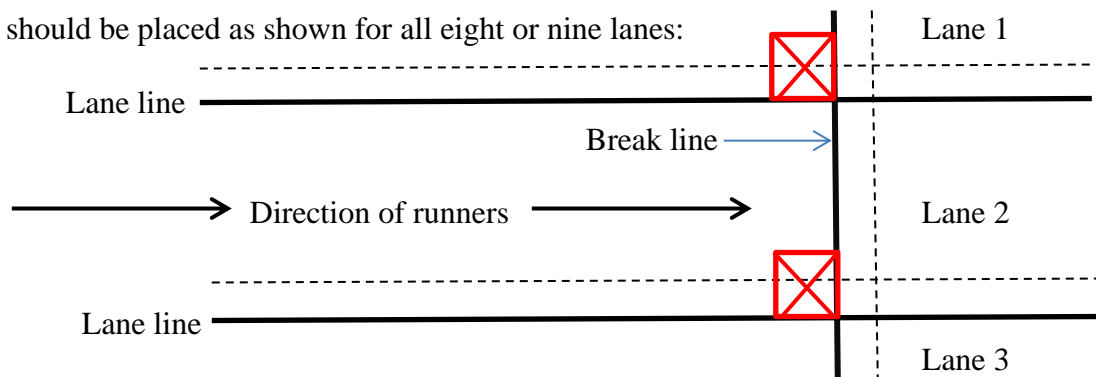 should be placed as shown for all eight or nine lanes:
Lane 1
Lane line
Break line
Direction of runners
Lane 2
Lane line
Lane 3